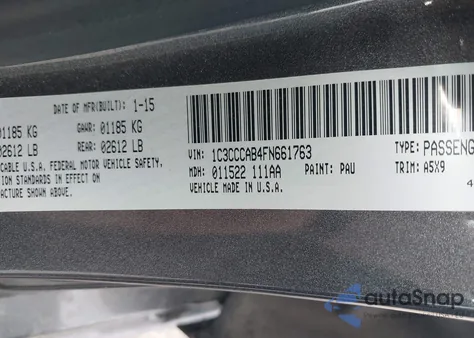 DATE OF MFR(BUILT): 1-15
01185 KG GAWR: 01185 KG
02612 LB REAR: 02612 LB
CABLE U.S.A. FEDERAL MOTOR VEHICLE SAFETY,
ION STANDARDS IN EFFECT ON
FACTURE SHOWN ABOVE.
VIN: 1C3CCCAB4FN661763 TYPE: PASSENG
MDH: 011522 111AA PAINT: PAU TRIM: A5X9
VEHICLE MADE IN U.S.A.
4
autoSnap